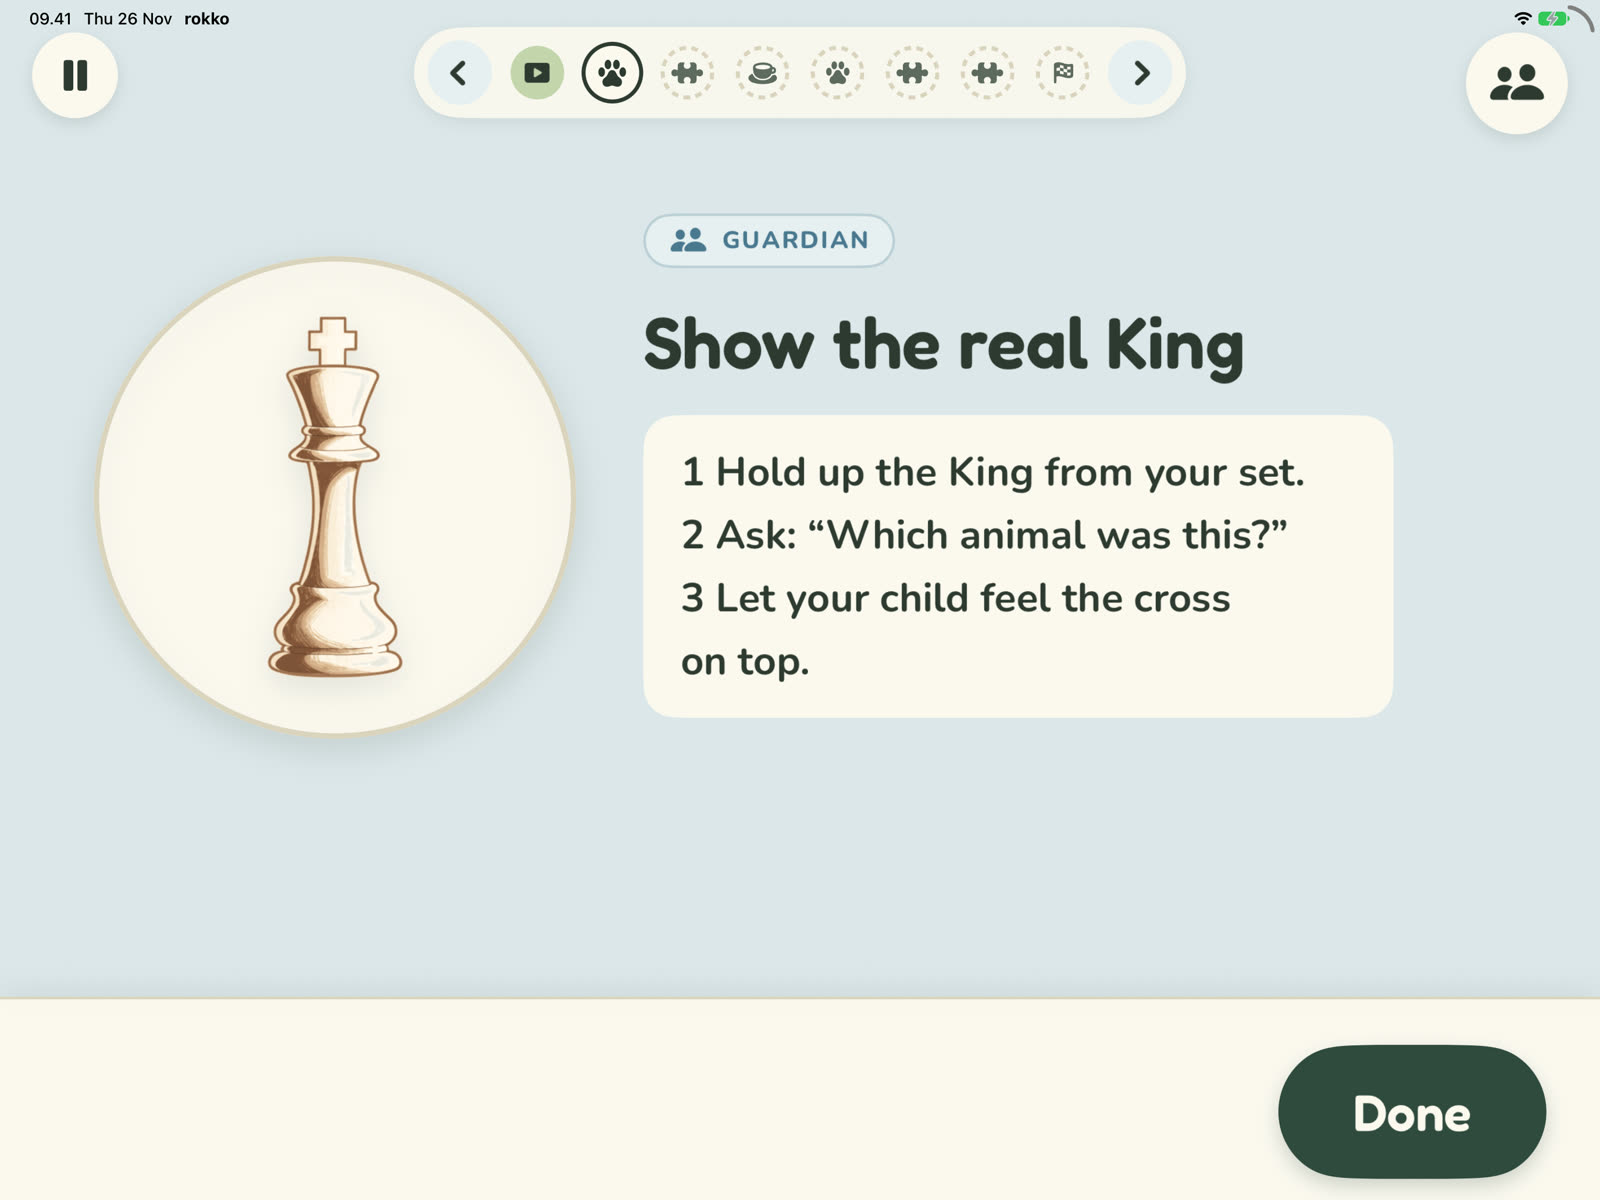 09.41 Thu 26 Nov rokko
GUARDIAN
Show the real King
1 Hold up the King from your set.
2 Ask: “Which animal was this?”
3 Let your child feel the cross
on top.
Done